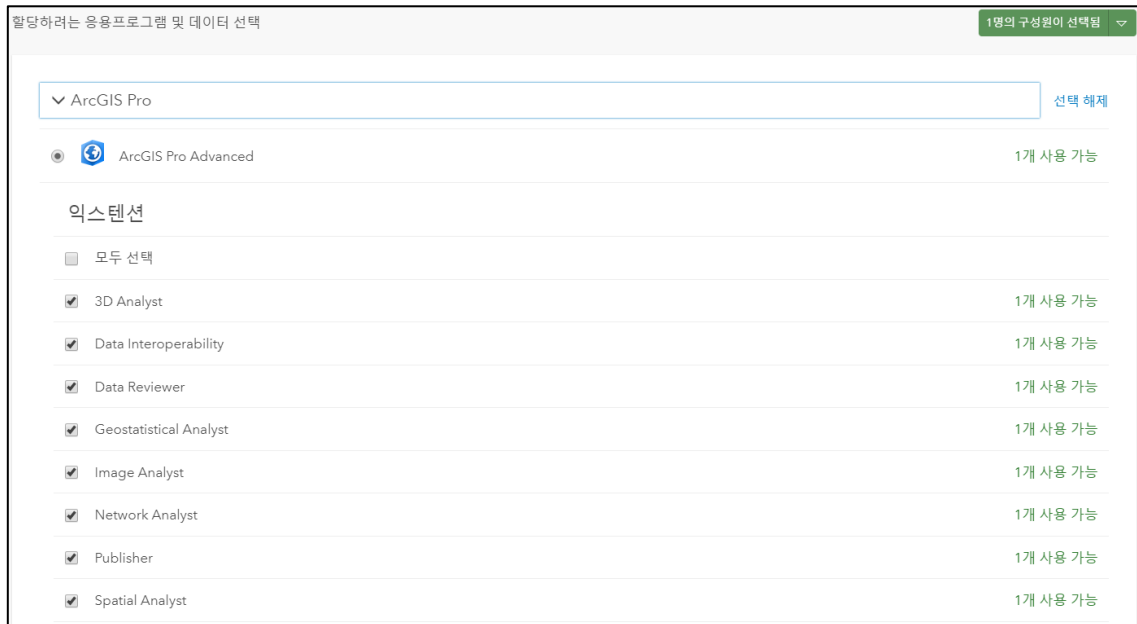 할당하려는 응용프로그램 및 데이터 선택 1명의 구성원이 선택됨
ArcGIS Pro 선택 해제
ArcGIS Pro Advanced 1개 사용 가능
익스텐션
모두 선택
3D Analyst 1개 사용 가능
Data Interoperability 1개 사용 가능
Data Reviewer 1개 사용 가능
Geostatistical Analyst 1개 사용 가능
Image Analyst 1개 사용 가능
Network Analyst 1개 사용 가능
Publisher 1개 사용 가능
Spatial Analyst 1개 사용 가능